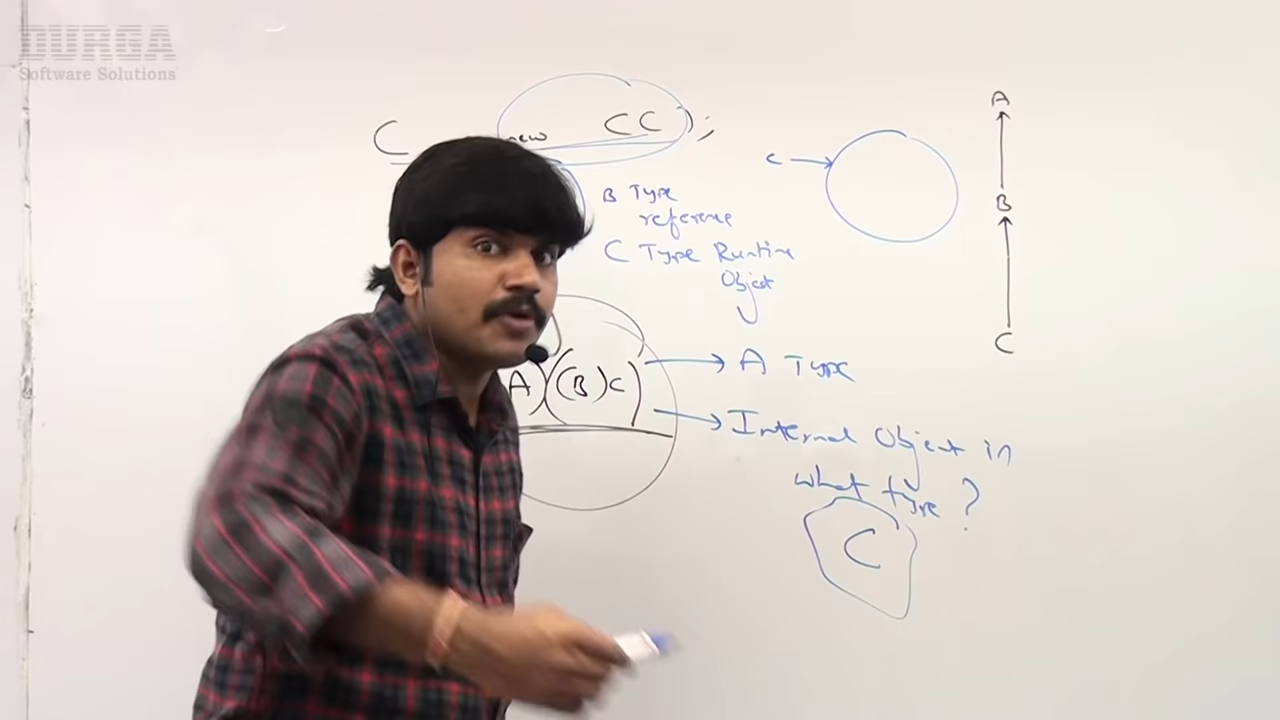 DURGA
Software Solutions
C new C();
c
A
B
C
B Type
reference
C Type Runtime
Object
A)((B)c)
A Type
Internal Object in
what type ?
C